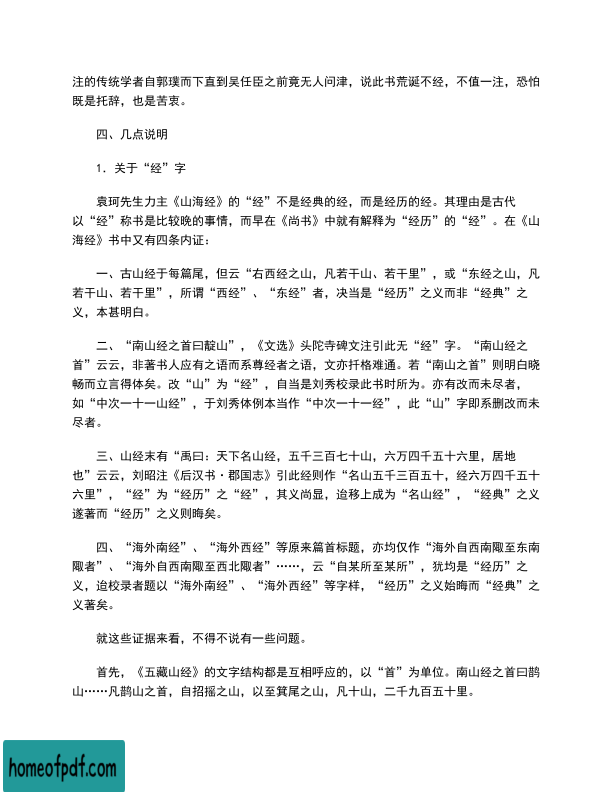 注的传统学者自郭璞而下直到吴任臣之前竟无人问津，说此书荒诞不经，不值一注，恐怕
既是托辞，也是苦衷。
四、几点说明
1．关于“经”字
袁珂先生力主《山海经》的“经”不是经典的经，而是经历的经。其理由是古代
以“经”称书是比较晚的事情，而早在《尚书》中就有解释为“经历”的“经”。在《山
海经》书中又有四条内证：
一、古山经于每篇尾，但云“右西经之山，凡若干山、若干里”，或“东经之山，凡
若干山、若干里”，所谓“西经”、“东经”者，决当是“经历”之义而非“经典”之
义，本甚明白。
二、“南山经之首曰䧿山”，《文选》头陀寺碑文注引此无“经”字。“南山经之
首”云云，非著书人应有之语而系尊经者之语，文亦扞格难通。若“南山之首”则明白晓
畅而立言得体矣。改“山”为“经”，自当是刘秀校录此书时所为。亦有改而未尽者，
如“中次一十一山经”，于刘秀体例本当作“中次一十一经”，此“山”字即系删改而未
尽者。
三、山经末有“禹曰：天下名山经，五千三百七十山，六万四千五十六里，居地
也”云云，刘昭注《后汉书·郡国志》引此经则作“名山五千三百五十，经六万四千五十
六里”，“经”为“经历”之“经”，其义尚显，迨移上成为“名山经”，“经典”之义
遂著而“经历”之义则晦矣。
四、“海外南经”、“海外西经”等原来篇首标题，亦均仅作“海外自西南陬至东南
陬者”、“海外自西南陬至西北陬者”……，云“自某所至某所”，犹均是“经历”之
义，迨校录者题以“海外南经”、“海外西经”等字样，“经历”之义始晦而“经典”之
义著矣。
就这些证据来看，不得不说有一些问题。
首先，《五藏山经》的文字结构都是互相呼应的，以“首”为单位。南山经之首曰鹊
山……凡鹊山之首，自招摇之山，以至箕尾之山，凡十山，二千九百五十里。
homeofpdf.com